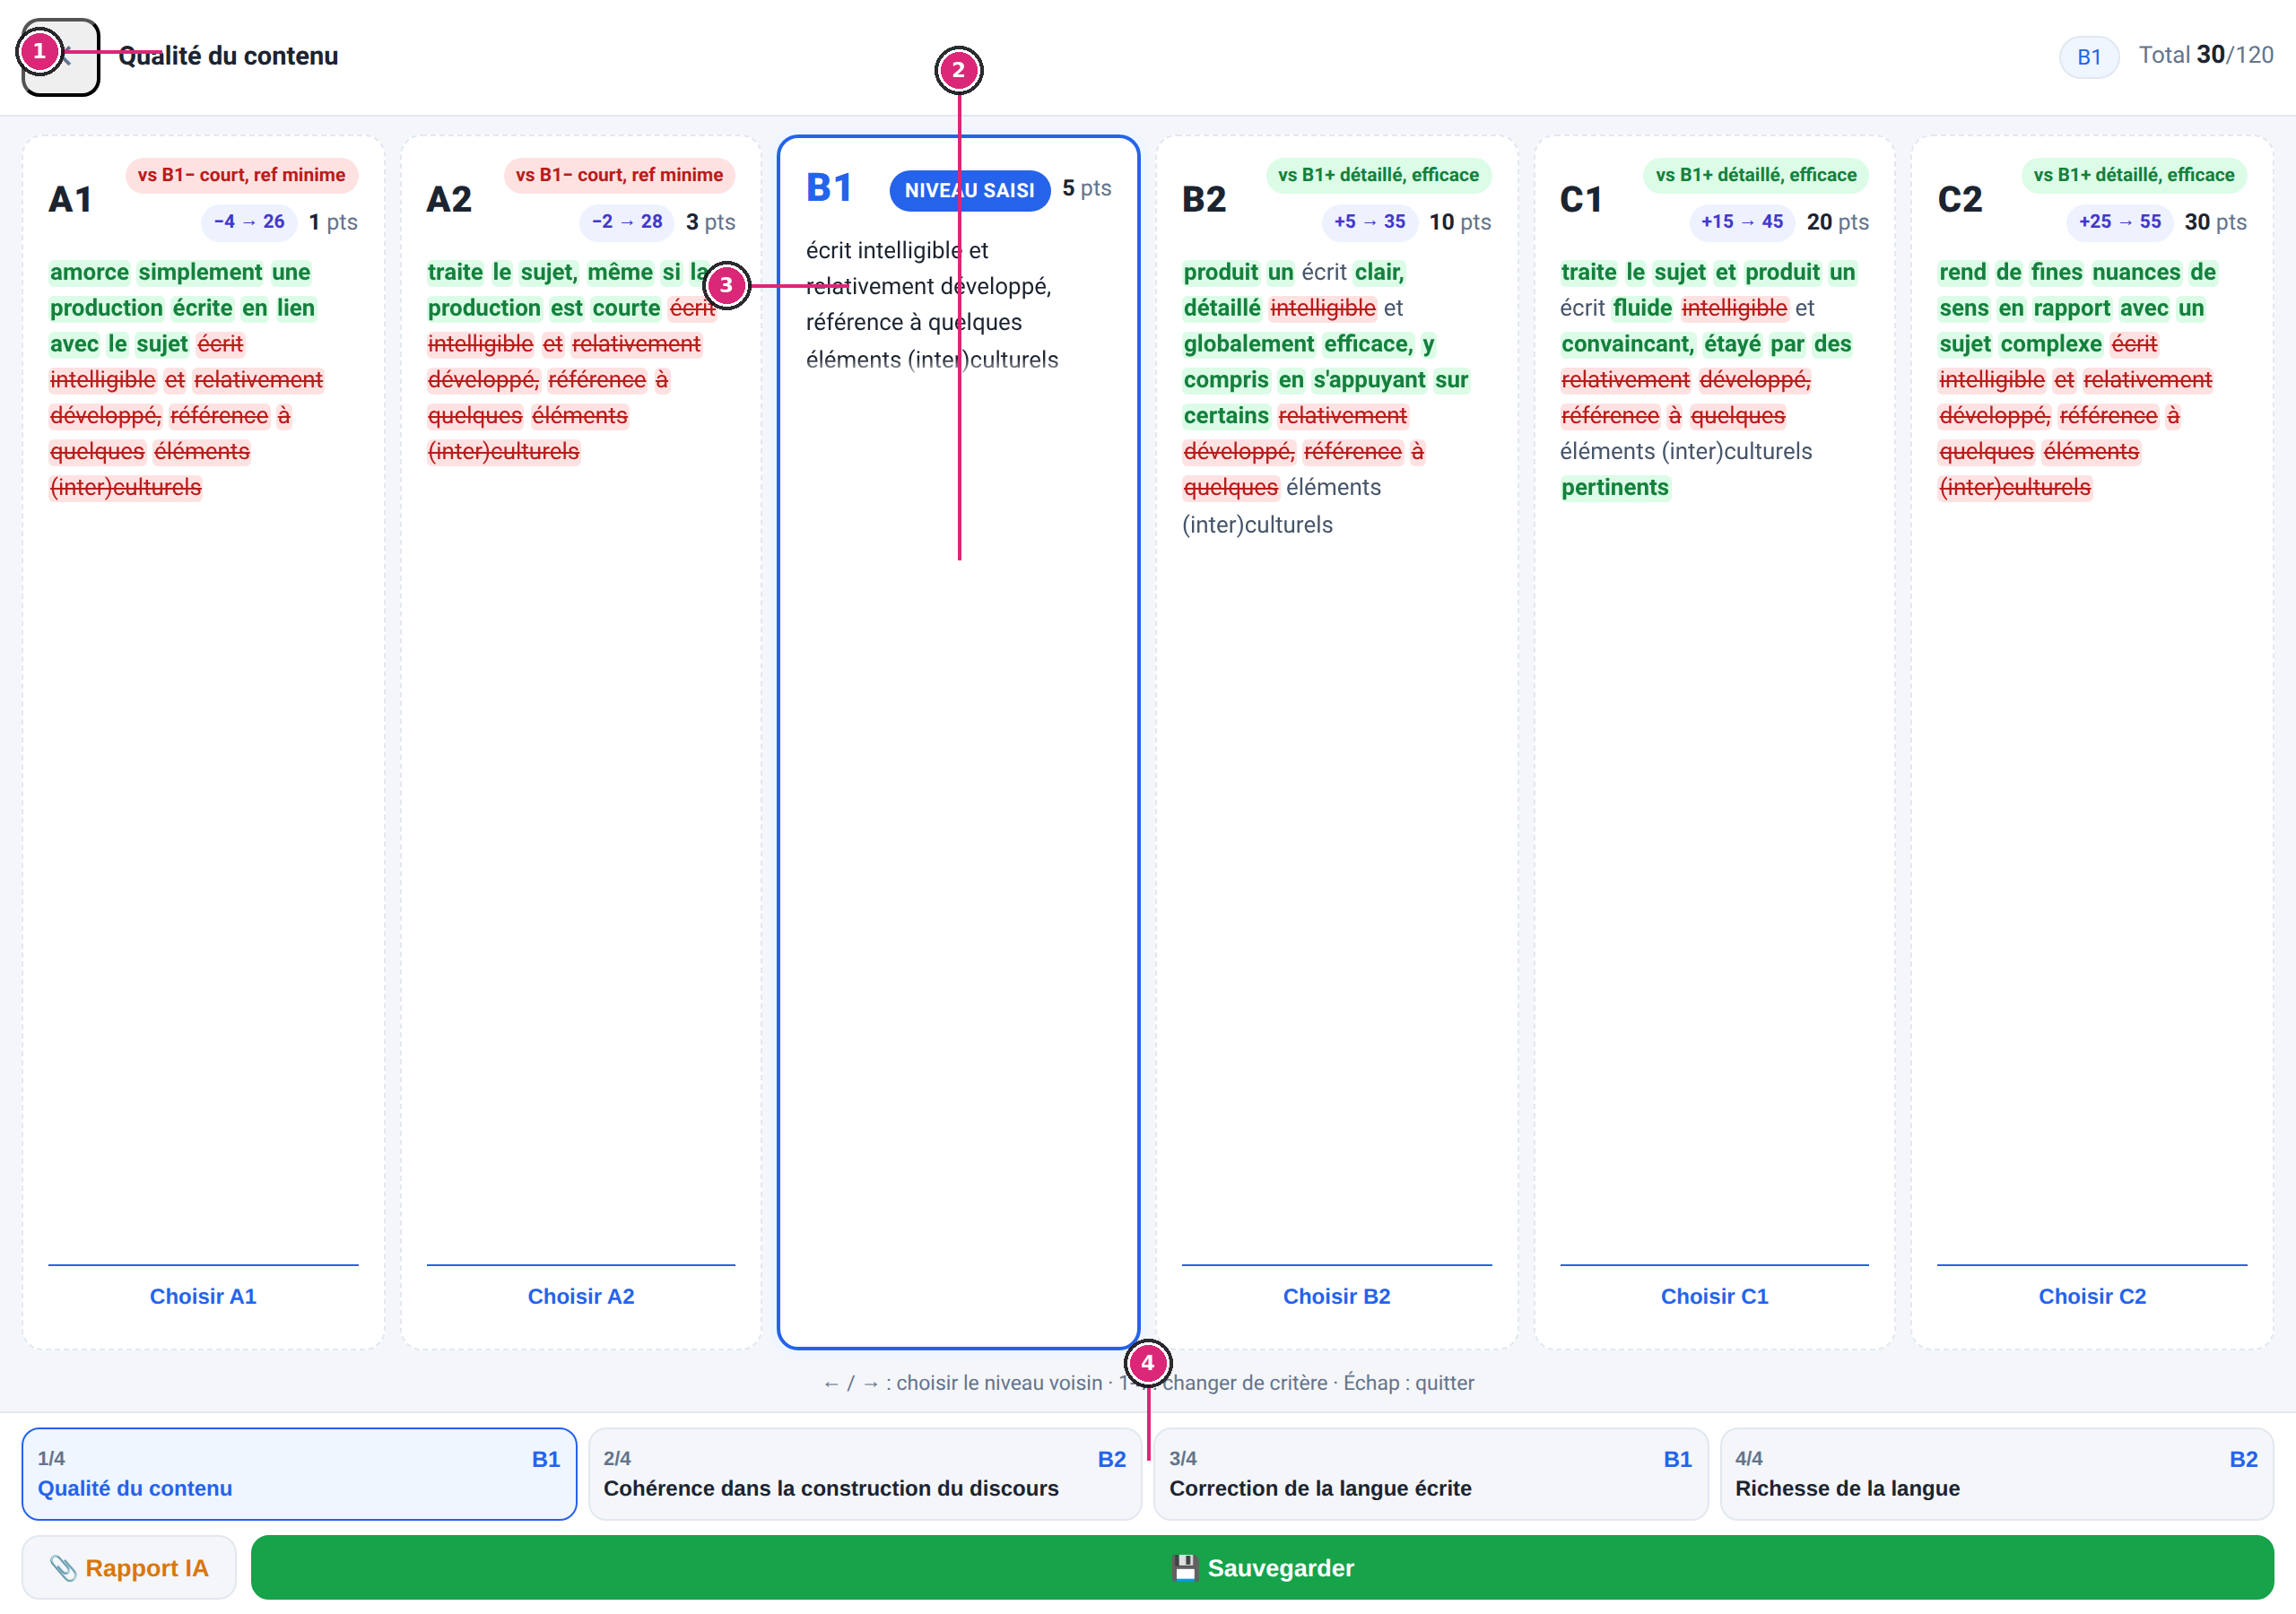 1
Qualité du contenu
B1
Total 30/120
2
A1
vs B1− court, ref minime
−4 → 26
1 pts
amorce simplement une
production écrite en lien
avec le sujet écrit
intelligible et relativement
développé, référence à
quelques éléments
(inter)culturels
Choisir A1
A2
vs B1− court, ref minime
−2 → 28
3 pts
traite le sujet, même si la
production est courte écrit
intelligible et relativement
développé, référence à
quelques éléments
(inter)culturels
Choisir A2
3
B1
NIVEAU SAISI
5 pts
écrit intelligible et
relativement développé,
référence à quelques
éléments (inter)culturels
B2
vs B1+ détaillé, efficace
+5 → 35
10 pts
produit un écrit clair,
détaillé intelligible et
globalement efficace, y
compris en s'appuyant sur
certains relativement
développé, référence à
quelques éléments
(inter)culturels
Choisir B2
C1
vs B1+ détaillé, efficace
+15 → 45
20 pts
traite le sujet et produit un
écrit fluide intelligible et
convaincant, étayé par des
relativement développé,
référence à quelques
éléments (inter)culturels
pertinents
Choisir C1
C2
vs B1+ détaillé, efficace
+25 → 55
30 pts
rend de fines nuances de
sens en rapport avec un
sujet complexe écrit
intelligible et relativement
développé, référence à
quelques éléments
(inter)culturels
Choisir C2
4
← / → : choisir le niveau voisin · changer de critère · Échap : quitter
1/4
B1
Qualité du contenu
2/4
B2
Cohérence dans la construction du discours
3/4
B1
Correction de la langue écrite
4/4
B2
Richesse de la langue
📎 Rapport IA
💾 Sauvegarder